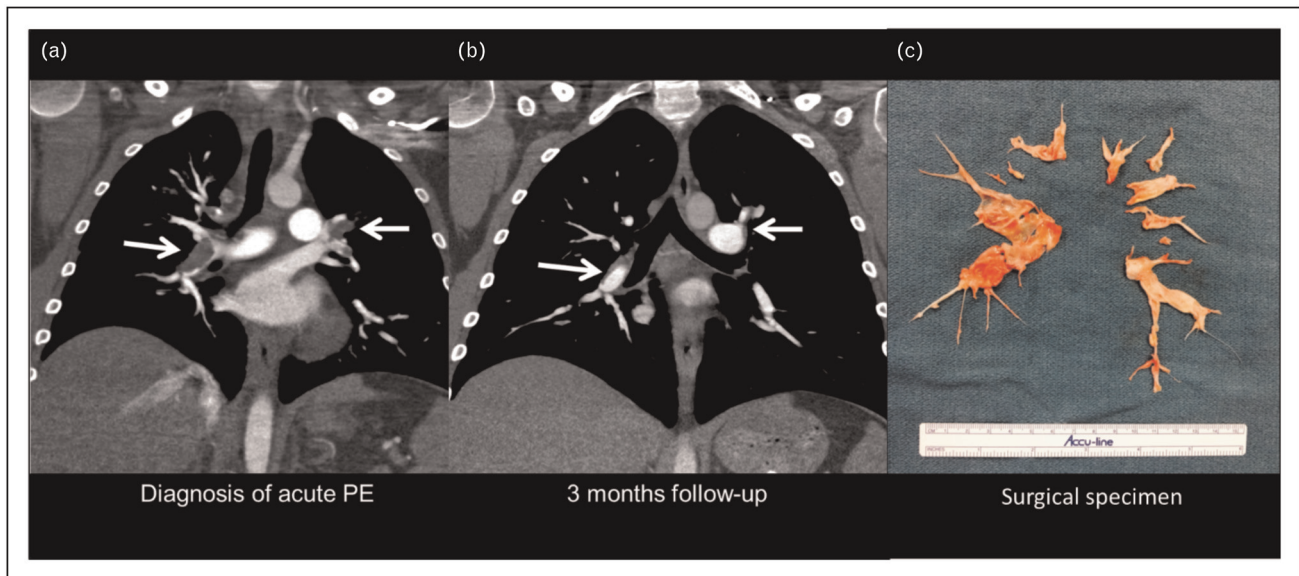 (a)
(b)
(c)
Accu-line
Diagnosis of acute PE
3 months follow-up
Surgical specimen